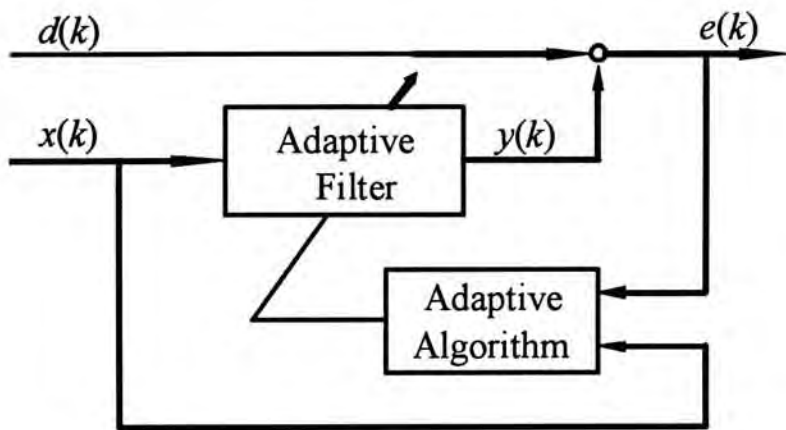 d(k)
e(k)
x(k)
Adaptive
Filter
y(k)
Adaptive
Algorithm